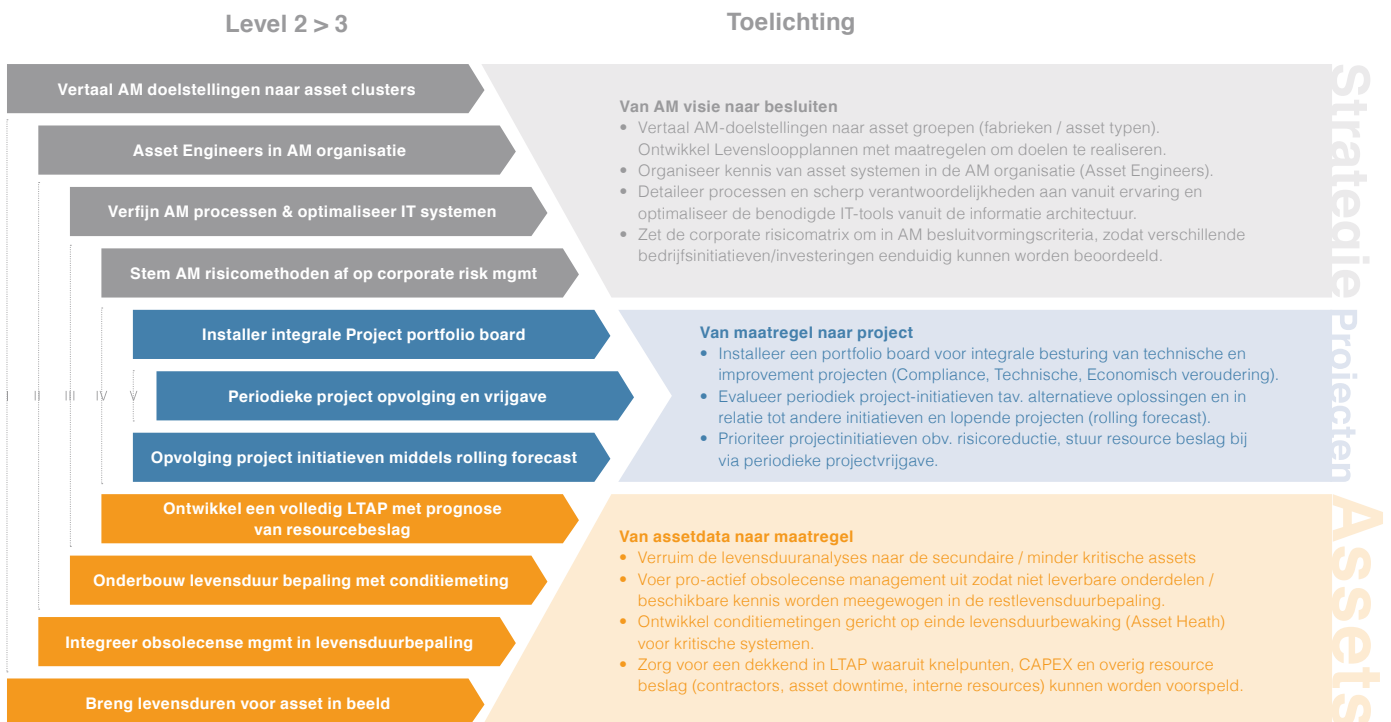 Level 2 > 3
Toelichting
Vertaal AM doelstellingen naar asset clusters
Asset Engineers in AM organisatie
Verfijn AM processen & optimaliseer IT systemen
Stem AM risicomethoden af op corporate risk mgmt
Installer integrale Project portfolio board
Periodieke project opvolging en vrijgave
Opvolging project initiatieven middels rolling forecast
Ontwikkel een volledig LTAP met prognose
van resourcebeslag
Onderbouw levensduur bepaling met conditiemeting
Integreer obsolecense mgmt in levensduurbepaling
Breng levensduren voor asset in beeld
I II III IV V
Van AM visie naar besluiten
• Vertaal AM-doelstellingen naar asset groepen (fabrieken / asset typen).
Ontwikkel Levensloopplannen met maatregelen om doelen te realiseren.
• Organiseer kennis van asset systemen in de AM organisatie (Asset Engineers).
• Detaileer processen en scherp verantwoordelijkheden aan vanuit ervaring en
optimaliseer de benodigde IT-tools vanuit de informatie architectuur.
• Zet de corporate risicomatrix om in AM besluitvormingscriteria, zodat verschillende
bedrijfsinitiatieven/investeringen eenduidig kunnen worden beoordeeld.
Strategie
Van maatregel naar project
• Installeer een portfolio board voor integrale besturing van technische en
improvement projecten (Compliance, Technische, Economisch veroudering).
• Evalueer periodiek project-initiatieven tav. alternatieve oplossingen en in
relatie tot andere initiatieven en lopende projecten (rolling forecast).
• Prioriteer projectinitiatieven obv. risicoreductie, stuur resource beslag bij
via periodieke projectvrijgave.
Projecten
Van assetdata naar maatregel
• Verruim de levensduuranalyses naar de secundaire / minder kritische assets
• Voer pro-actief obsolecense management uit zodat niet leverbare onderdelen /
beschikbare kennis worden meegewogen in de restlevensduurbepaling.
• Ontwikkel conditiemetingen gericht op einde levensduurbewaking (Asset Heath)
voor kritische systemen.
• Zorg voor een dekkend in LTAP waaruit knelpunten, CAPEX en overig resource
beslag (contractors, asset downtime, interne resources) kunnen worden voorspeld.
Assets